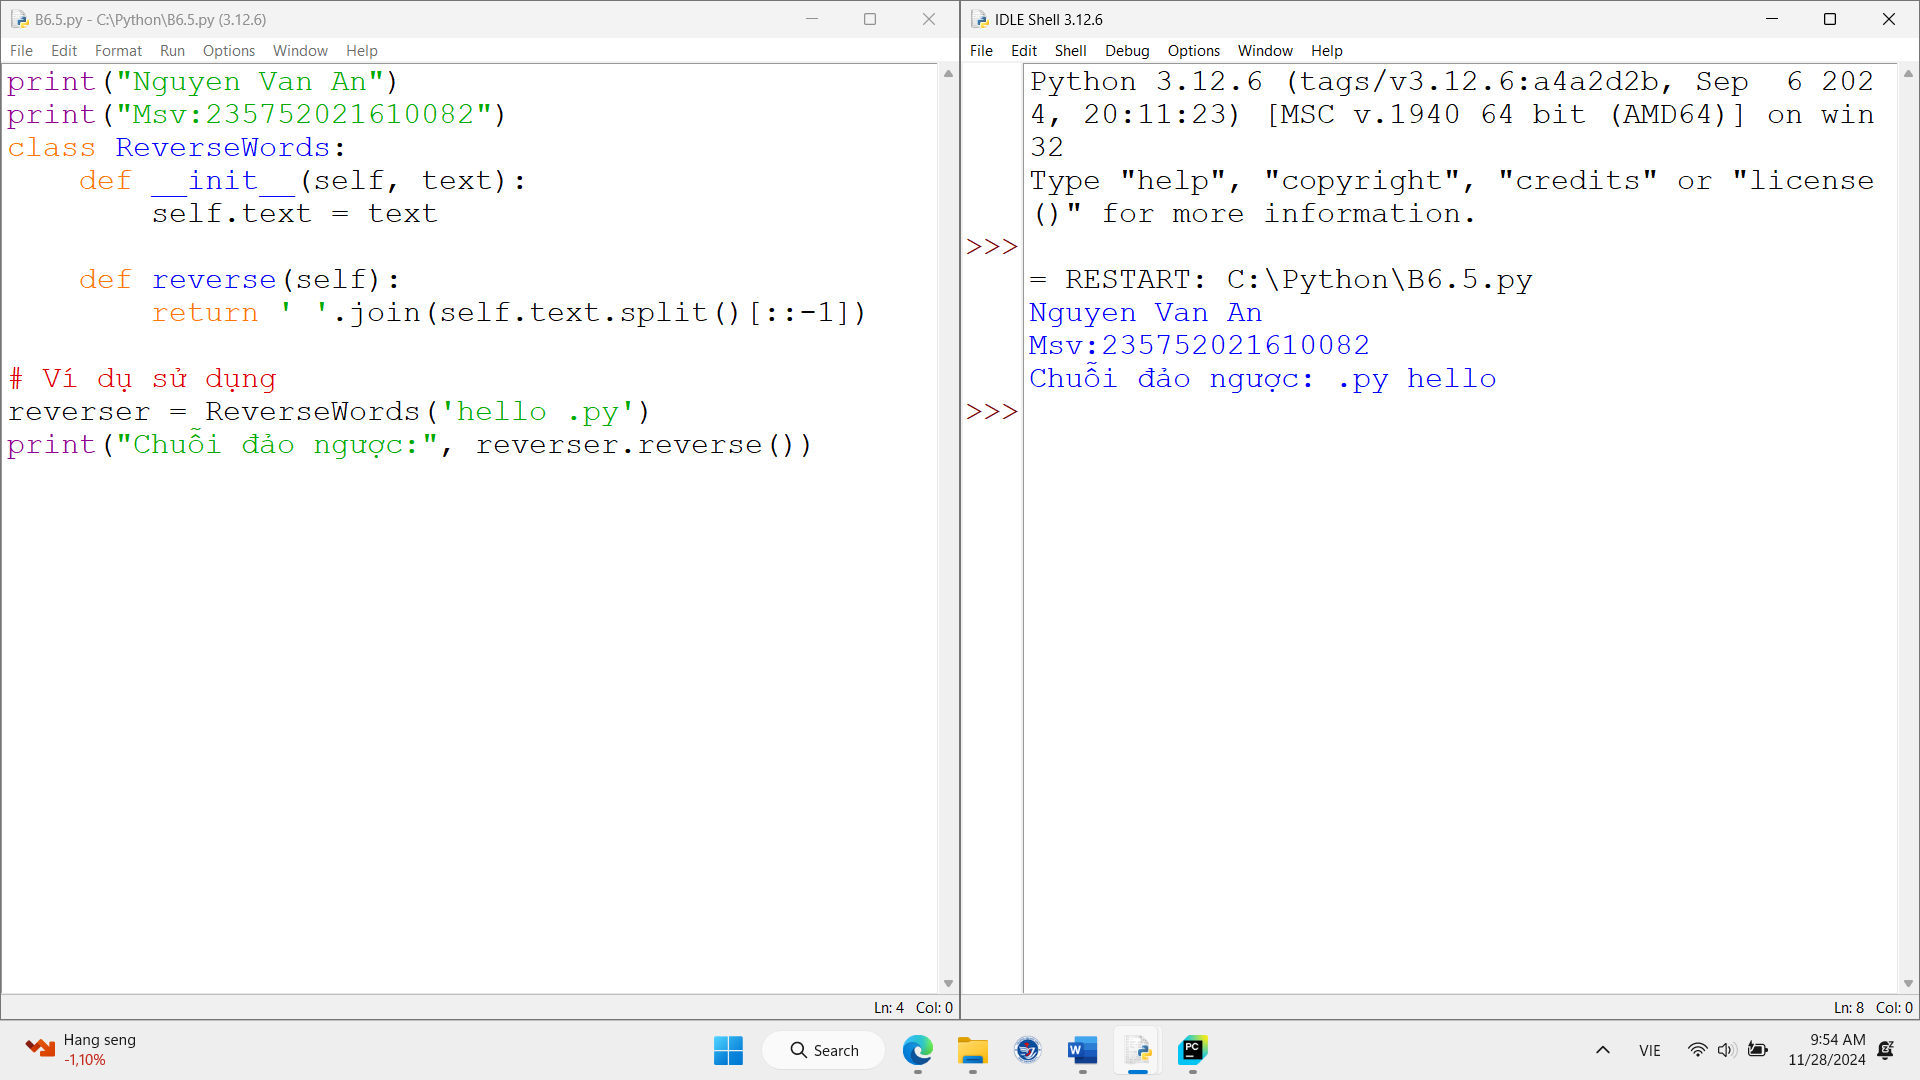 B6.5.py - C:\Python\B6.5.py (3.12.6)
File Edit Format Run Options Window Help
print("Nguyen Van An")
print("Msv:235752021610082")
class ReverseWords:
    def __init__(self, text):
        self.text = text
    def reverse(self):
        return ' '.join(self.text.split()[::-1])
# Ví dụ sử dụng
reverser = ReverseWords('hello .py')
print("Chuỗi đảo ngược:", reverser.reverse())
Ln: 4 Col: 0
IDLE Shell 3.12.6
File Edit Shell Debug Options Window Help
Python 3.12.6 (tags/v3.12.6:a4a2d2b, Sep  6 202
4, 20:11:23) [MSC v.1940 64 bit (AMD64)] on win
32
Type "help", "copyright", "credits" or "license
()" for more information.
>>>
= RESTART: C:\Python\B6.5.py
Nguyen Van An
Msv:235752021610082
Chuỗi đảo ngược: .py hello
>>>
Ln: 8 Col: 0
Hang seng
-1,10%
Search
W
PC
VIE
9:54 AM
11/28/2024